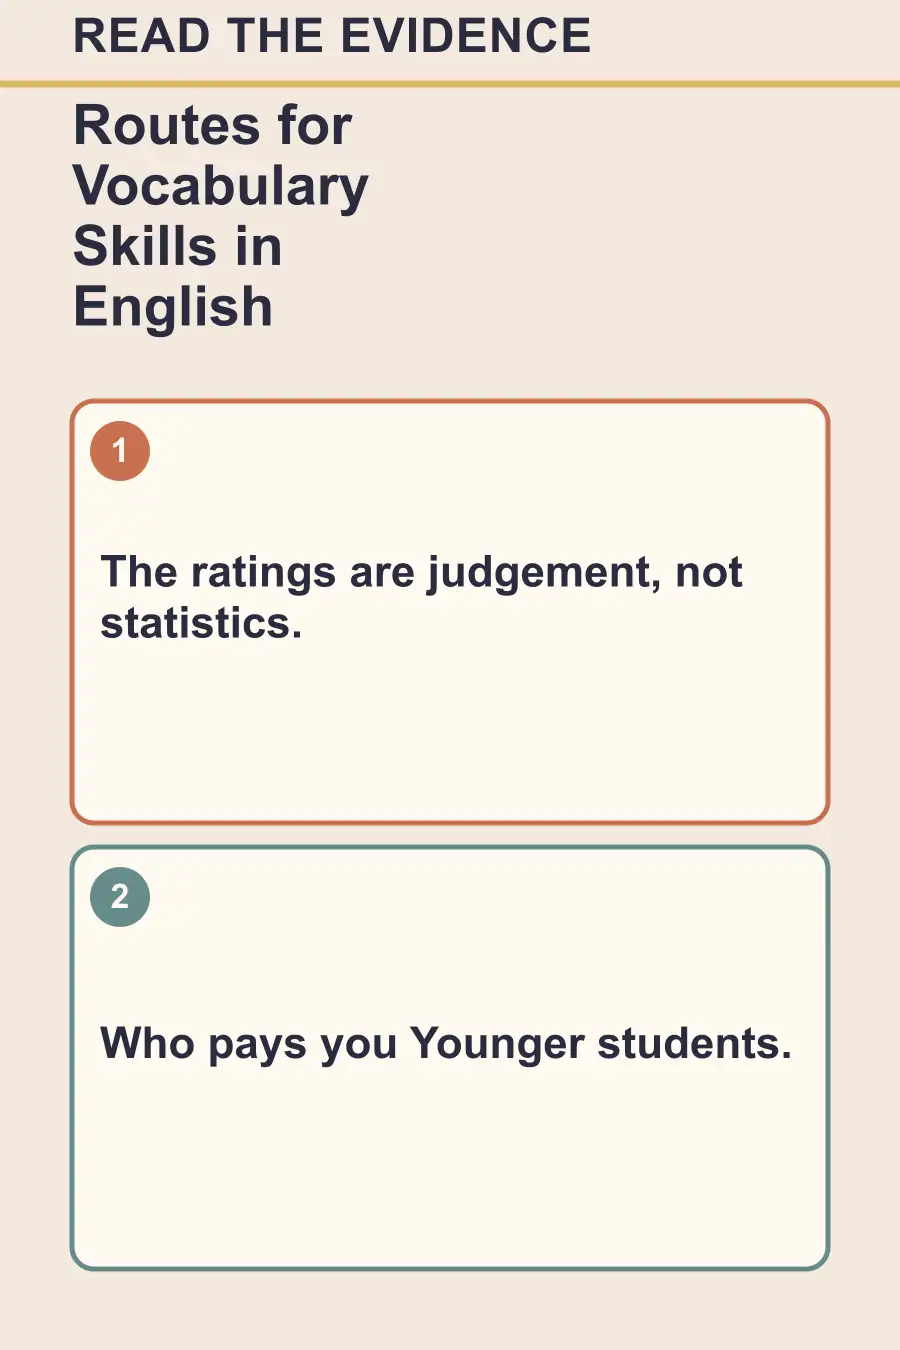 READ THE EVIDENCE
Routes for
Vocabulary
Skills in
English
1
The ratings are judgement, not
statistics.
2
Who pays you Younger students.